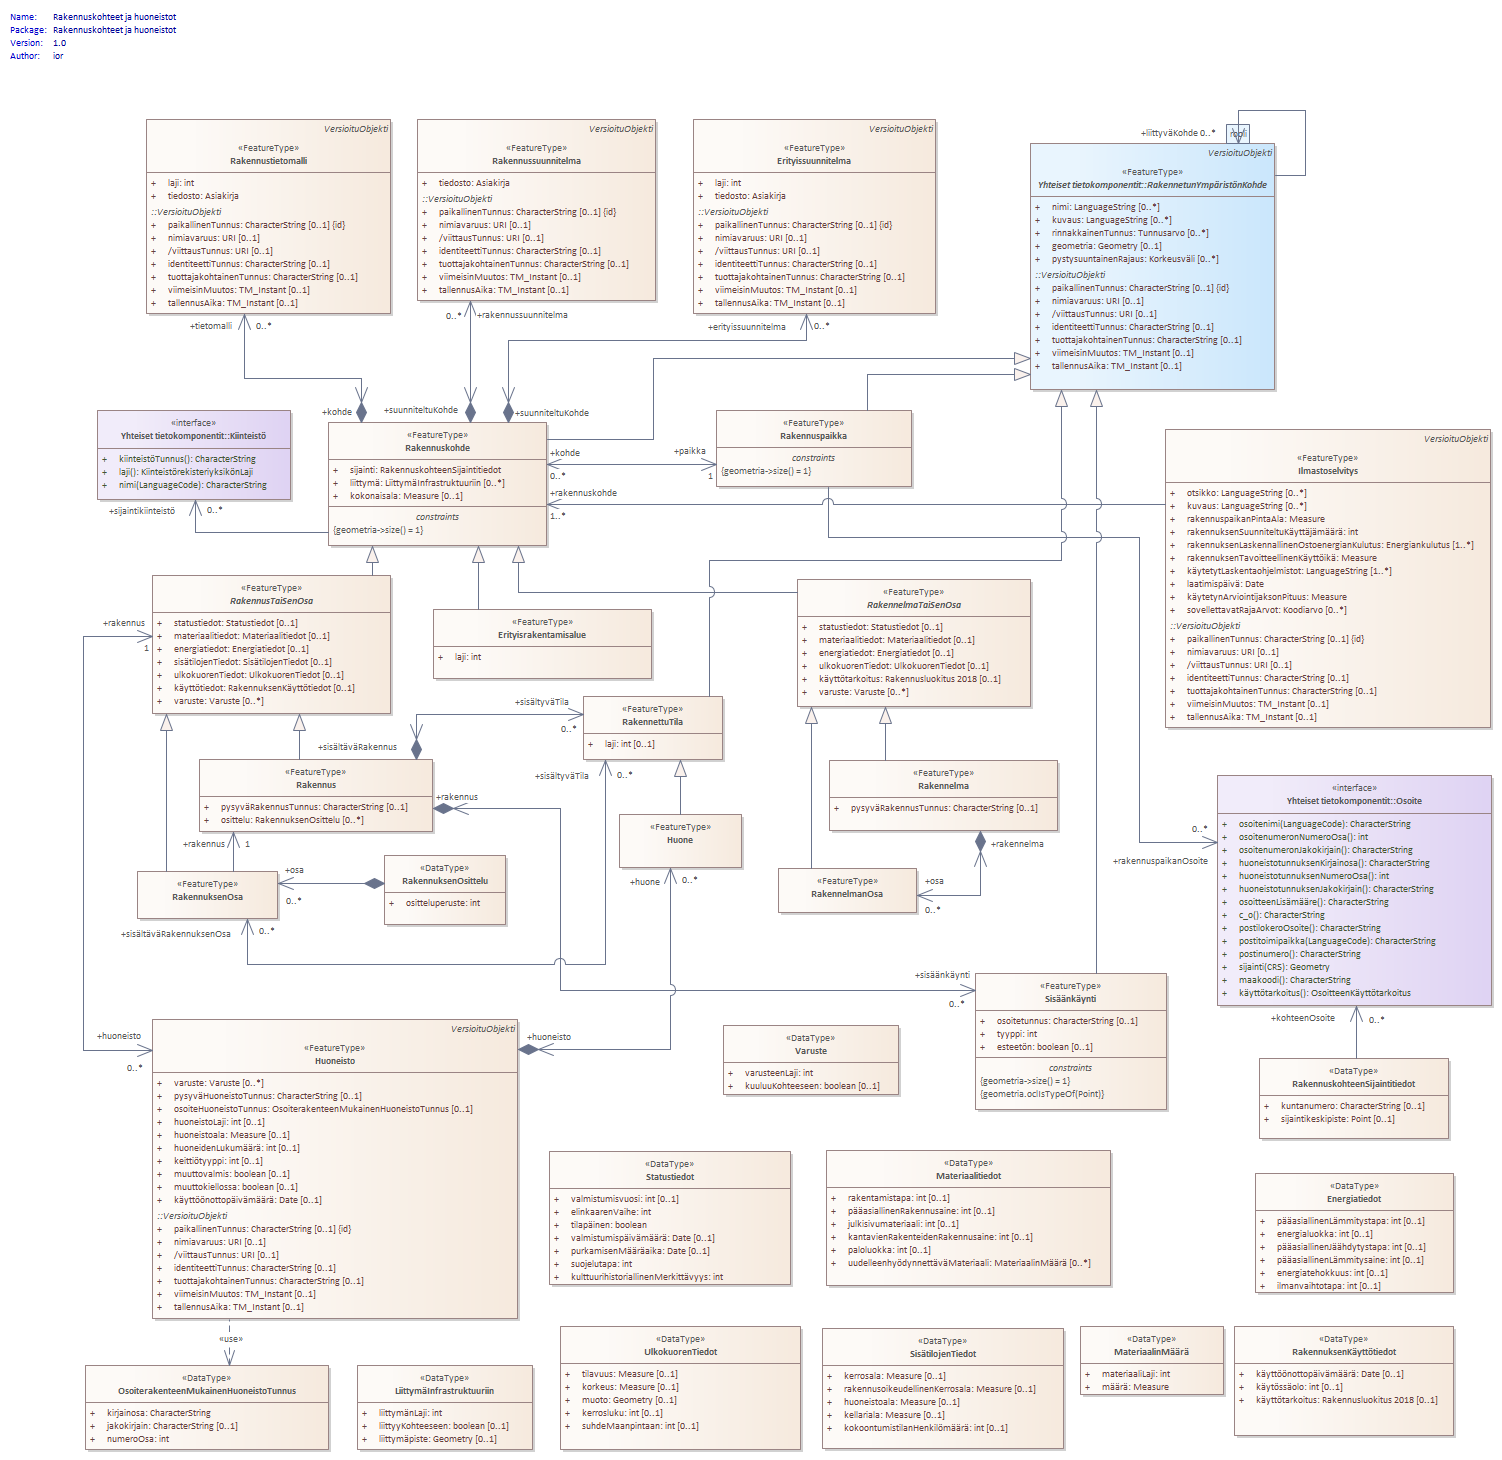 Name: Rakennuskohteet ja huoneistot
Package: Rakennuskohteet ja huoneistot
Version: 1.0
Author: ior
VersioituObjekti
«FeatureType»
Rakennustietomalli
+ laji: int
+ tiedosto: Asiakirja
::VersioituObjekti
+ paikallinenTunnus: CharacterString [0..1] {id}
+ nimiavaruus: URI [0..1]
+ /viittausTunnus: URI [0..1]
+ identiteettiTunnus: CharacterString [0..1]
+ tuottajakohtainenTunnus: CharacterString [0..1]
+ viimeisinMuutos: TM_Instant [0..1]
+ tallennusAika: TM_Instant [0..1]
VersioituObjekti
«FeatureType»
Rakennussuunnitelma
+ tiedosto: Asiakirja
::VersioituObjekti
+ paikallinenTunnus: CharacterString [0..1] {id}
+ nimiavaruus: URI [0..1]
+ /viittausTunnus: URI [0..1]
+ identiteettiTunnus: CharacterString [0..1]
+ tuottajakohtainenTunnus: CharacterString [0..1]
+ viimeisinMuutos: TM_Instant [0..1]
+ tallennusAika: TM_Instant [0..1]
VersioituObjekti
«FeatureType»
Erityissuunnitelma
+ laji: int
+ tiedosto: Asiakirja
::VersioituObjekti
+ paikallinenTunnus: CharacterString [0..1] {id}
+ nimiavaruus: URI [0..1]
+ /viittausTunnus: URI [0..1]
+ identiteettiTunnus: CharacterString [0..1]
+ tuottajakohtainenTunnus: CharacterString [0..1]
+ viimeisinMuutos: TM_Instant [0..1]
+ tallennusAika: TM_Instant [0..1]
+liittyväKohde 0..*
VersioituObjekti
«FeatureType»
Yhteiset tietokomponentit::RakennetunYmpäristönKohde
+ nimi: LanguageString [0..*]
+ kuvaus: LanguageString [0..*]
+ rinnakkainenTunnus: Tunnusarvo [0..*]
+ geometria: Geometry [0..1]
+ pystysuuntainenRajaus: Korkeusväli [0..*]
::VersioituObjekti
+ paikallinenTunnus: CharacterString [0..1] {id}
+ nimiavaruus: URI [0..1]
+ /viittausTunnus: URI [0..1]
+ identiteettiTunnus: CharacterString [0..1]
+ tuottajakohtainenTunnus: CharacterString [0..1]
+ viimeisinMuutos: TM_Instant [0..1]
+ tallennusAika: TM_Instant [0..1]
+tietomalli 0..*
0..* +rakennussuunnitelma
+erityissuunnitelma 0..*
+kohde
+suunniteltuKohde
+suunniteltuKohde
«interface»
Yhteiset tietokomponentit::Kiinteistö
+ kiinteistöTunnus(): CharacterString
+ laji(): KiinteistörekisteriyksikönLaji
+ nimi(LanguageCode): CharacterString
+sijaintikiinteistö 0..*
«FeatureType»
Rakennuskohde
+ sijainti: RakennuskohteenSijaintitiedot
+ liittymä: LiittymäInfrastruktuuriin [0..*]
+ kokonaisala: Measure [0..1]
constraints
{geometria->size() = 1}
+kohde
0..*
+paikka
1
+rakennuskohde
1..*
«FeatureType»
Rakennuspaikka
constraints
{geometria->size() = 1}
VersioituObjekti
«FeatureType»
Ilmastoselvitys
+ otsikko: LanguageString [0..*]
+ kuvaus: LanguageString [0..*]
+ rakennuspaikanPintaAla: Measure
+ rakennuksenSuunniteltuKäyttäjämäärä: int
+ rakennuksenLaskennallinenOstoenergianKulutus: Energiankulutus [1..*]
+ rakennuksenTavoitteellinenKäyttöikä: Measure
+ käytetytLaskentaohjelmistot: LanguageString [1..*]
+ laatimispäivä: Date
+ käytetynArviointijaksonPituus: Measure
+ sovellettavatRajaArvot: Koodiarvo [0..*]
::VersioituObjekti
+ paikallinenTunnus: CharacterString [0..1] {id}
+ nimiavaruus: URI [0..1]
+ /viittausTunnus: URI [0..1]
+ identiteettiTunnus: CharacterString [0..1]
+ tuottajakohtainenTunnus: CharacterString [0..1]
+ viimeisinMuutos: TM_Instant [0..1]
+ tallennusAika: TM_Instant [0..1]
+rakennus
1
«FeatureType»
RakennusTaiSenOsa
+ statustiedot: Statustiedot [0..1]
+ materiaalitiedot: Materiaalitiedot [0..1]
+ energiatiedot: Energiatiedot [0..1]
+ sisätilojenTiedot: SisätilojenTiedot [0..1]
+ ulkokuorenTiedot: UlkokuorenTiedot [0..1]
+ käyttötiedot: RakennuksenKäyttötiedot [0..1]
+ varuste: Varuste [0..*]
«FeatureType»
Erityisrakentamisalue
+ laji: int
«FeatureType»
RakennelmaTaiSenOsa
+ statustiedot: Statustiedot [0..1]
+ materiaalitiedot: Materiaalitiedot [0..1]
+ energiatiedot: Energiatiedot [0..1]
+ ulkokuorenTiedot: UlkokuorenTiedot [0..1]
+ käyttötarkoitus: Rakennusluokitus 2018 [0..1]
+ varuste: Varuste [0..*]
+sisältyväTila
0..*
+sisältäväRakennus
«FeatureType»
RakennettuTila
+ laji: int [0..1]
+sisältyväTila 0..*
«FeatureType»
Rakennus
+ pysyväRakennusTunnus: CharacterString [0..1]
+ osittelu: RakennuksenOsittelu [0..*]
+rakennus
«FeatureType»
Huone
«FeatureType»
Rakennelma
+ pysyväRakennusTunnus: CharacterString [0..1]
+rakennus 1
+rakennelma
«FeatureType»
RakennuksenOsa
+osa
0..*
«DataType»
RakennuksenOsittelu
+ ositteluperuste: int
+huone 0..*
«FeatureType»
RakennelmanOsa
+osa
0..*
+sisältäväRakennuksenOsa 0..*
«interface»
Yhteiset tietokomponentit::Osoite
+ osoitenimi(LanguageCode): CharacterString
+ osoitenumeronNumeroOsa(): int
+ osoitenumeronJakokirjain(): CharacterString
+ huoneistotunnuksenKirjainosa(): CharacterString
+ huoneistotunnuksenNumeroOsa(): int
+ huoneistotunnuksenJakokirjain(): CharacterString
+ osoitteenLisämääre(): CharacterString
+ c_o(): CharacterString
+ postilokeroOsoite(): CharacterString
+ postitoimipaikka(LanguageCode): CharacterString
+ postinumero(): CharacterString
+ sijainti(CRS): Geometry
+ maakoodi(): CharacterString
+ käyttötarkoitus(): OsoitteenKäyttötarkoitus
0..*
+rakennuspaikanOsoite
+kohteenOsoite 0..*
+sisäänkäynti
0..*
«FeatureType»
Sisäänkäynti
+ osoitetunnus: CharacterString [0..1]
+ tyyppi: int
+ esteetön: boolean [0..1]
constraints
{geometria->size() = 1}
{geometria.oclIsTypeOf(Point)}
+huoneisto
0..*
VersioituObjekti
«FeatureType»
Huoneisto
+ varuste: Varuste [0..*]
+ pysyväHuoneistoTunnus: CharacterString [0..1]
+ osoiteHuoneistoTunnus: OsoiterakenteenMukainenHuoneistoTunnus [0..1]
+ huoneistoLaji: int [0..1]
+ huoneistoala: Measure [0..1]
+ huoneidenLukumäärä: int [0..1]
+ keittiötyyppi: int [0..1]
+ muuttovalmis: boolean [0..1]
+ muuttokiellossa: boolean [0..1]
+ käyttöönottopäivämäärä: Date [0..1]
::VersioituObjekti
+ paikallinenTunnus: CharacterString [0..1] {id}
+ nimiavaruus: URI [0..1]
+ /viittausTunnus: URI [0..1]
+ identiteettiTunnus: CharacterString [0..1]
+ tuottajakohtainenTunnus: CharacterString [0..1]
+ viimeisinMuutos: TM_Instant [0..1]
+ tallennusAika: TM_Instant [0..1]
+huoneisto
«DataType»
Varuste
+ varusteenLaji: int
+ kuuluuKohteeseen: boolean [0..1]
«DataType»
RakennuskohteenSijaintitiedot
+ kuntanumero: CharacterString [0..1]
+ sijaintikeskipiste: Point [0..1]
«DataType»
Statustiedot
+ valmistumisvuosi: int [0..1]
+ elinkaarenVaihe: int
+ tilapäinen: boolean
+ valmistumispäivämäärä: Date [0..1]
+ purkamisenMääräaika: Date [0..1]
+ suojelutapa: int
+ kulttuurihistoriallinenMerkittävyys: int
«DataType»
Materiaalitiedot
+ rakentamistapa: int [0..1]
+ pääasiallinenRakennusaine: int [0..1]
+ julkisivumateriaali: int [0..1]
+ kantavienRakenteidenRakennusaine: int [0..1]
+ paloluokka: int [0..1]
+ uudelleenhyödynnettäväMateriaali: MateriaalinMäärä [0..*]
«DataType»
Energiatiedot
+ pääasiallinenLämmitystapa: int [0..1]
+ energialuokka: int [0..1]
+ pääasiallinenJäähdytystapa: int [0..1]
+ pääasiallinenLämmitysaine: int [0..1]
+ energiatehokkuus: int [0..1]
+ ilmanvaihtotapa: int [0..1]
«use»
«DataType»
OsoiterakenteenMukainenHuoneistoTunnus
+ kirjainosa: CharacterString
+ jakokirjain: CharacterString [0..1]
+ numeroOsa: int
«DataType»
LiittymäInfrastruktuuriin
+ liittymänLaji: int
+ liittyyKohteeseen: boolean [0..1]
+ liittymäpiste: Geometry [0..1]
«DataType»
UlkokuorenTiedot
+ tilavuus: Measure [0..1]
+ korkeus: Measure [0..1]
+ muoto: Geometry [0..1]
+ kerrosluku: int [0..1]
+ suhdeMaanpintaan: int [0..1]
«DataType»
SisätilojenTiedot
+ kerrosala: Measure [0..1]
+ rakennusoikeudellinenKerrosala: Measure [0..1]
+ huoneistoala: Measure [0..1]
+ kellariala: Measure [0..1]
+ kokoontumistilanHenkilömäärä: int [0..1]
«DataType»
MateriaalinMäärä
+ materiaaliLaji: int
+ määrä: Measure
«DataType»
RakennuksenKäyttötiedot
+ käyttöönottopäivämäärä: Date [0..1]
+ käytössäolo: int [0..1]
+ käyttötarkoitus: Rakennusluokitus 2018 [0..1]